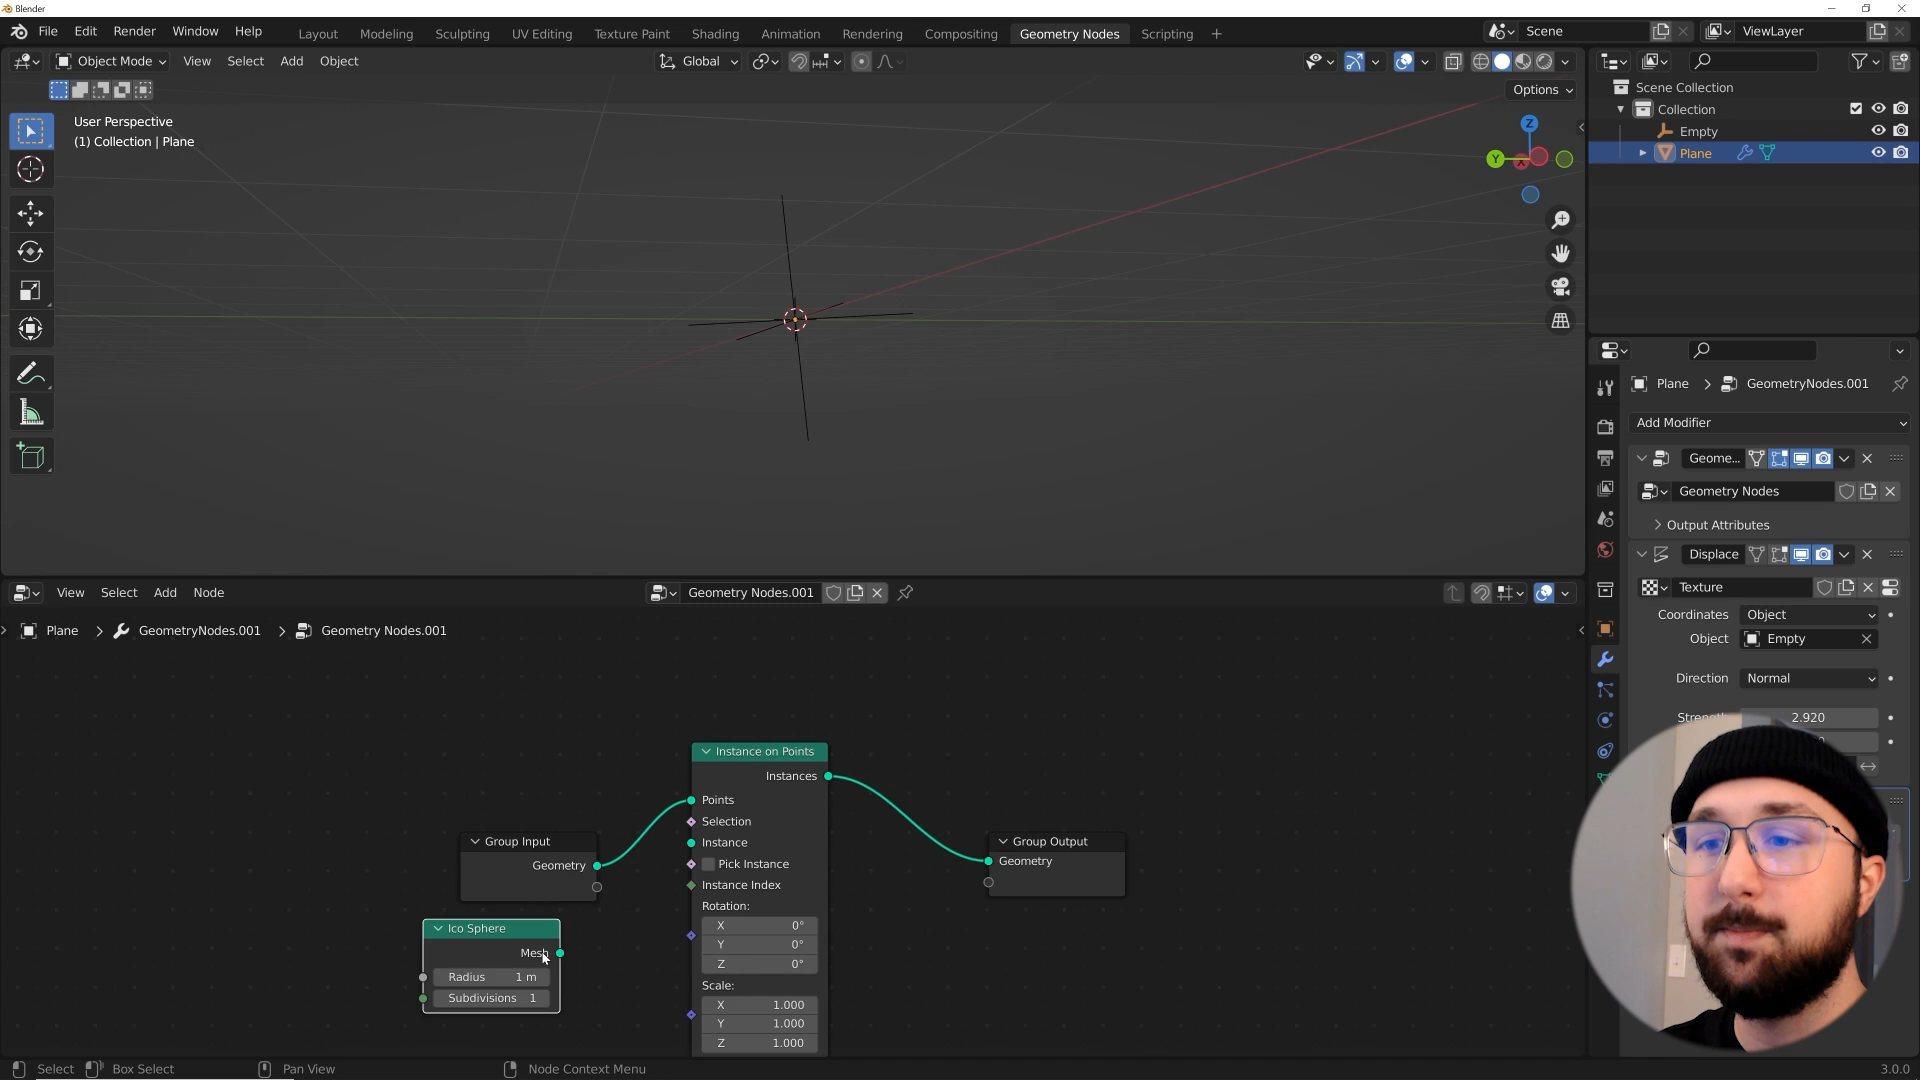 Blender
File Edit Render Window Help
Layout Modeling Sculpting UV Editing Texture Paint Shading Animation Rendering Compositing Geometry Nodes Scripting +
Scene
ViewLayer
Object Mode View Select Add Object
Global
Options
User Perspective
(1) Collection | Plane
Z
Y
X
Scene Collection
Collection
Empty
Plane
Plane > GeometryNodes.001
Add Modifier
Geome...
Geometry Nodes
Output Attributes
Displace
Texture
Coordinates Object
Object Empty
Direction Normal
2.920
View Select Add Node
Geometry Nodes.001
Plane > GeometryNodes.001 > Geometry Nodes.001
Instance on Points
Instances
Points
Selection
Instance
Pick Instance
Instance Index
Rotation:
X 0°
Y 0°
Z 0°
Scale:
X 1.000
Y 1.000
Z 1.000
Group Input
Geometry
Ico Sphere
Mesh
Radius 1 m
Subdivisions 1
Group Output
Geometry
Select Box Select Pan View Node Context Menu
3.0.0